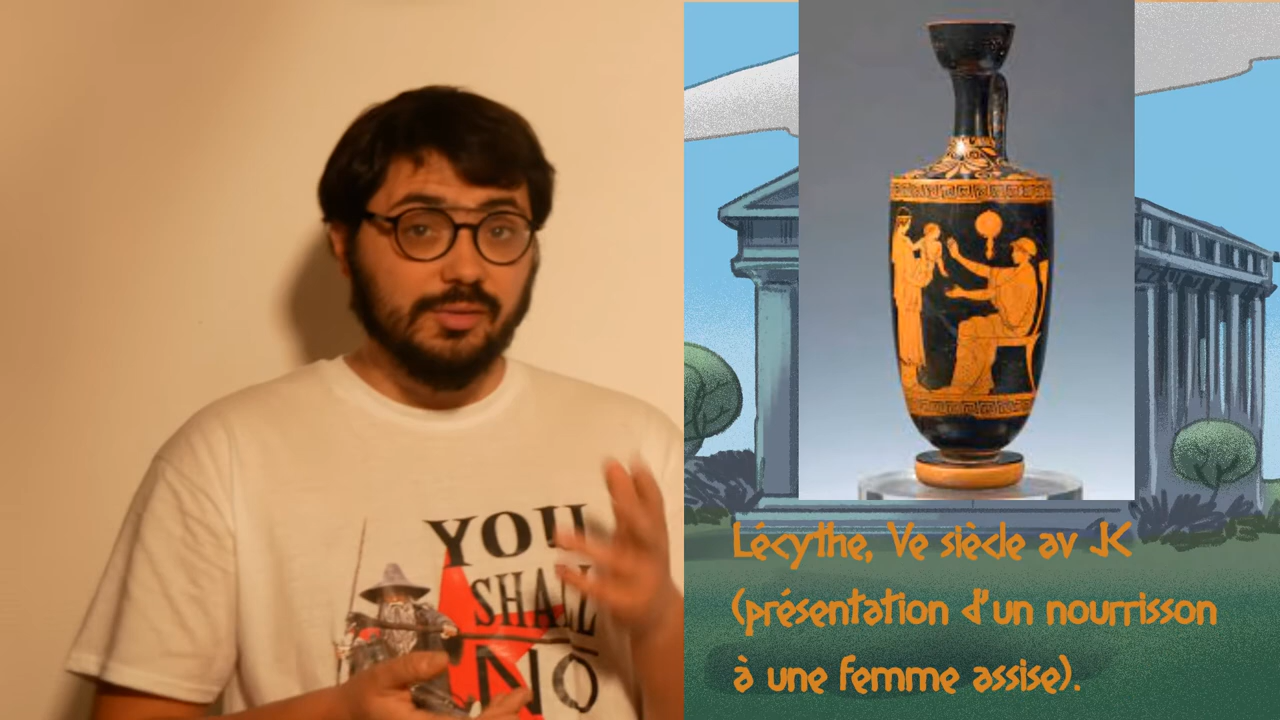 YOU
SHALL
NO
Lécythe, Ve siècle av JC
(présentation d'un nourrisson
à une femme assise).